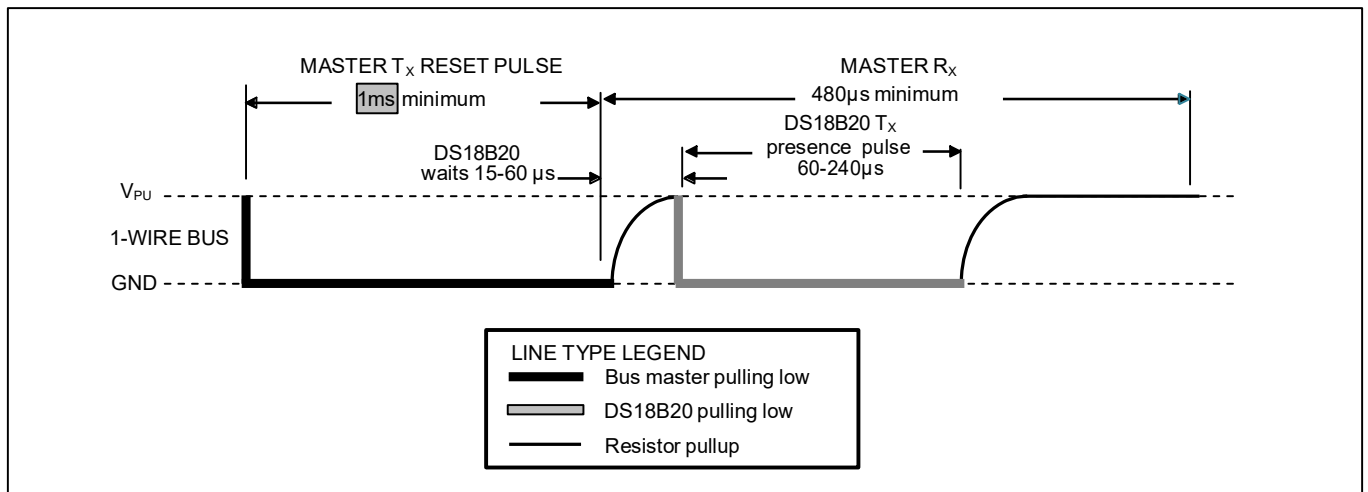 MASTER TX RESET PULSE
1ms minimum
MASTER RX
480µs minimum
DS18B20 TX
presence pulse
60-240µs
DS18B20
waits 15-60 µs
VPU
1-WIRE BUS
GND
LINE TYPE LEGEND
Bus master pulling low
DS18B20 pulling low
Resistor pullup